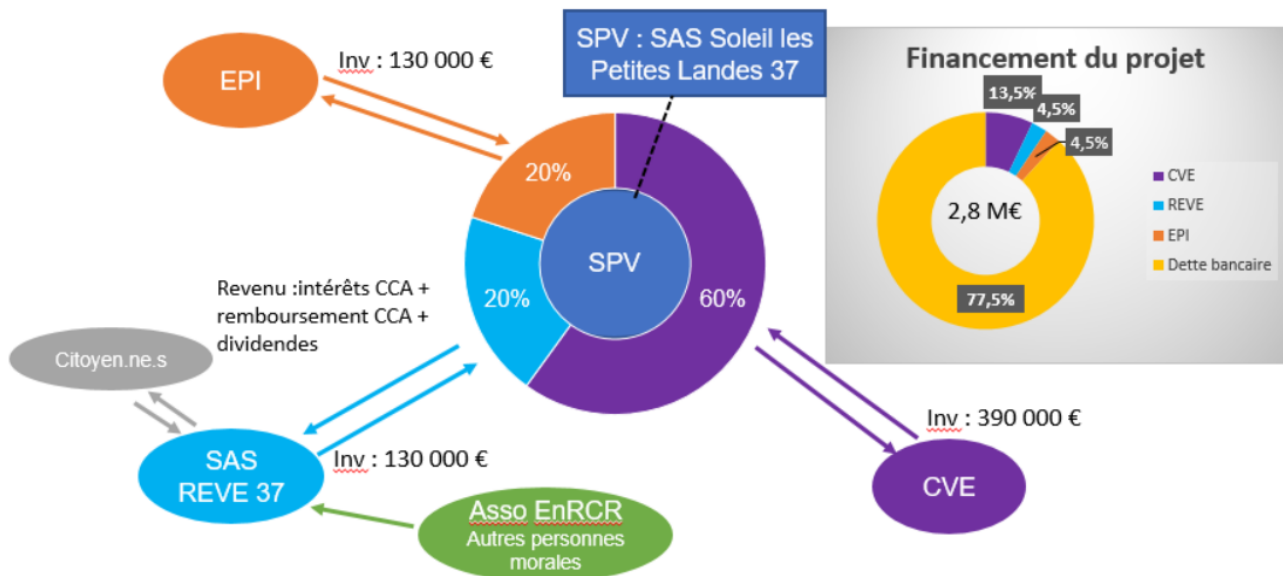 EPI
Inv : 130 000 €
SPV : SAS Soleil les
Petites Landes 37
Financement du projet
13,5%
4,5%
4,5%
2,8 M€
77,5%
CVE
REVE
EPI
Dette bancaire
20%
SPV
20%
60%
Revenu :intérêts CCA +
remboursement CCA +
dividendes
Citoyen.ne.s
SAS
REVE 37
Inv : 130 000 €
Asso EnRCR
Autres personnes
morales
Inv : 390 000 €
CVE